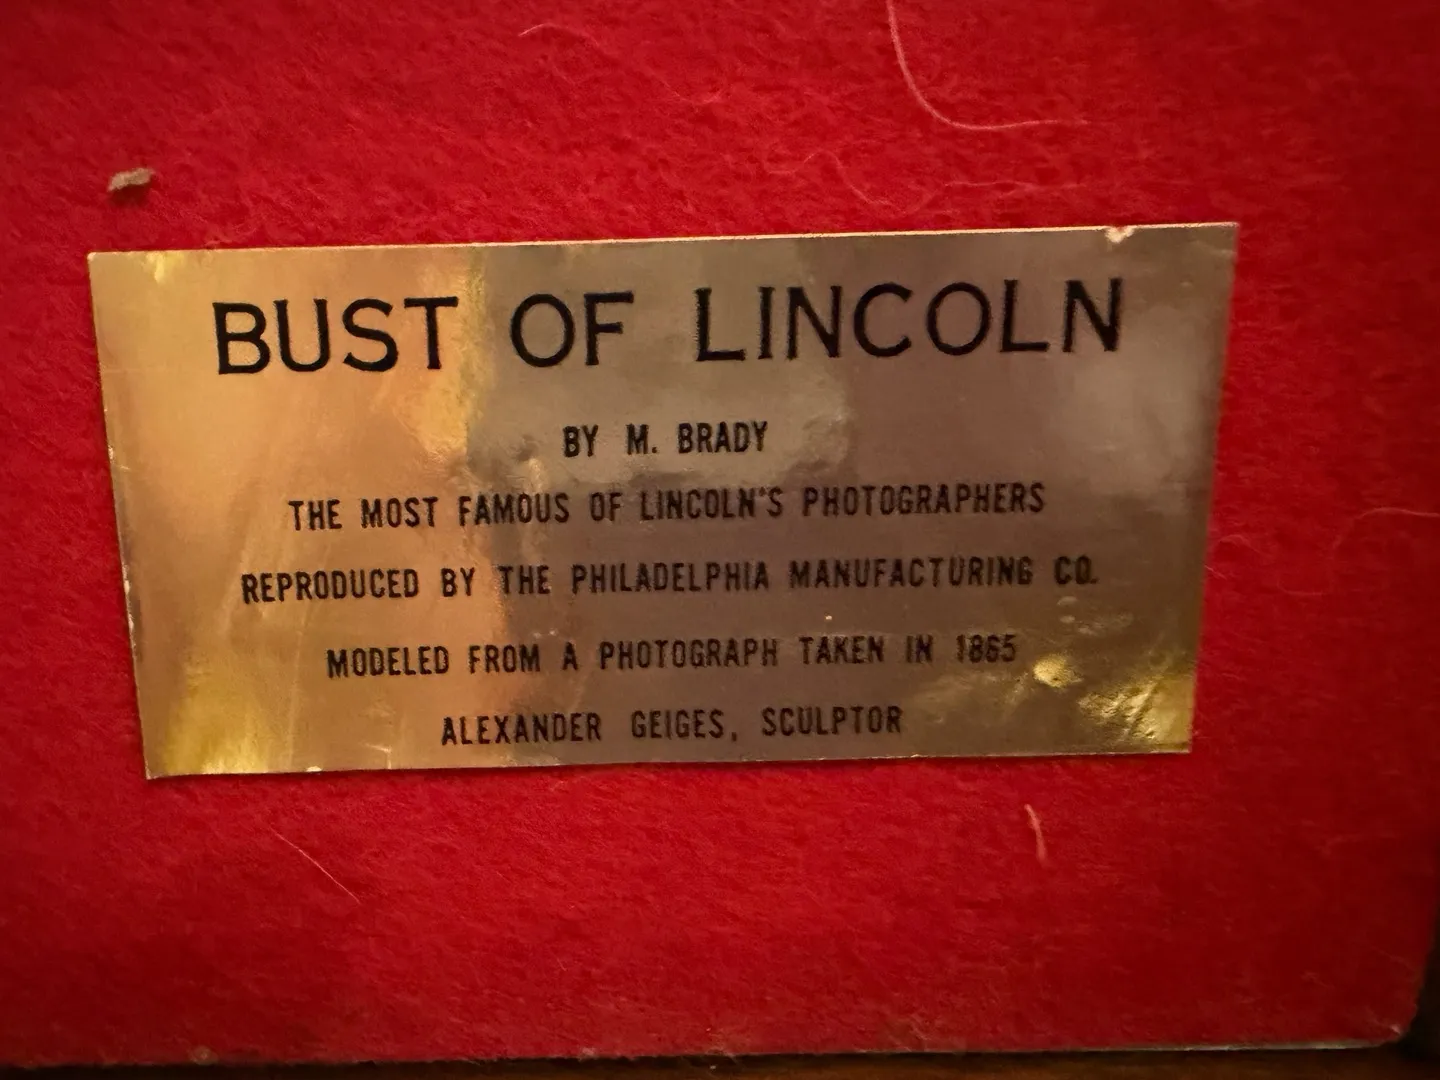 BUST OF LINCOLN
BY M. BRADY
THE MOST FAMOUS OF LINCOLN'S PHOTOGRAPHERS
REPRODUCED BY THE PHILADELPHIA MANUFACTURING CO.
MODELED FROM A PHOTOGRAPH TAKEN IN 1865
ALEXANDER GEIGES, SCULPTOR